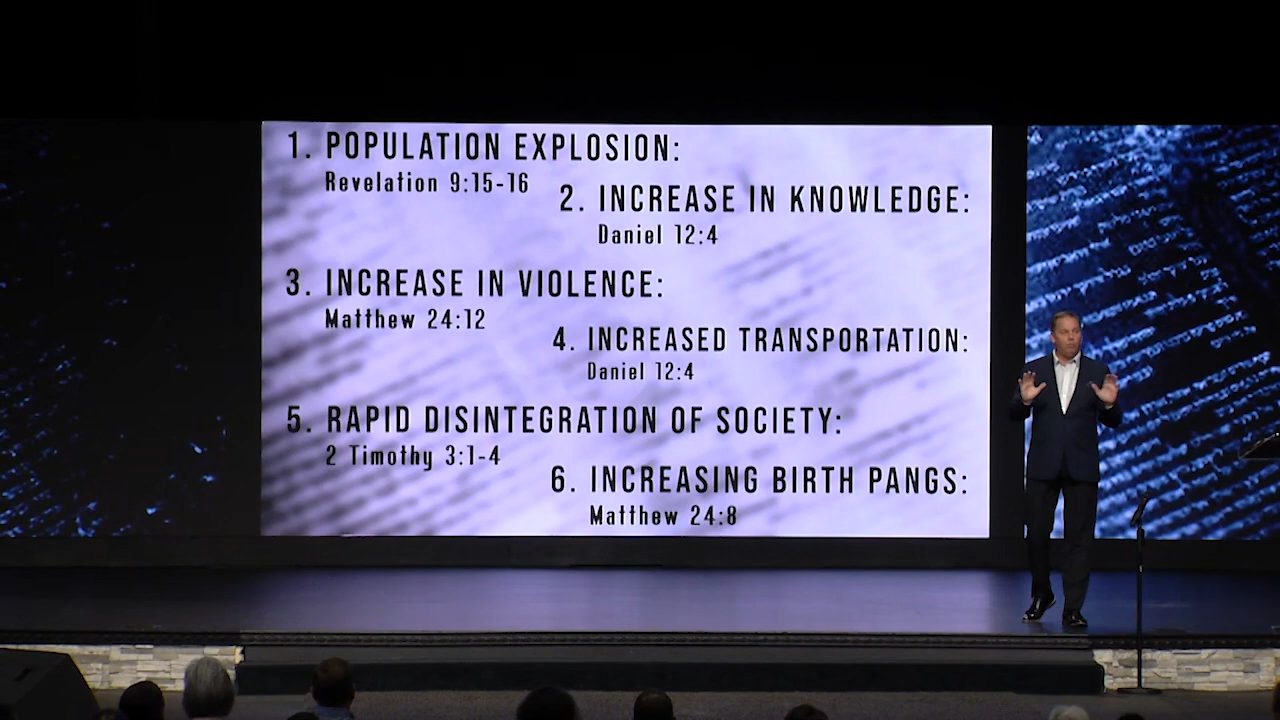 1. POPULATION EXPLOSION:
Revelation 9:15-16
2. INCREASE IN KNOWLEDGE:
Daniel 12:4
3. INCREASE IN VIOLENCE:
Matthew 24:12
4. INCREASED TRANSPORTATION:
Daniel 12:4
5. RAPID DISINTEGRATION OF SOCIETY:
2 Timothy 3:1-4
6. INCREASING BIRTH PANGS:
Matthew 24:8